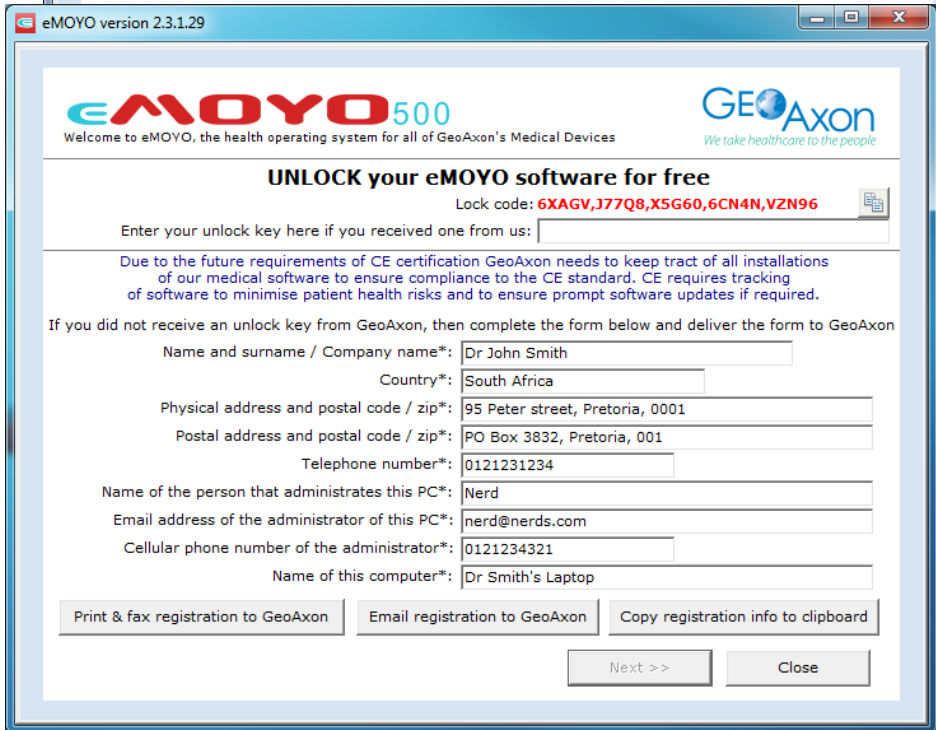 eMOYO version 2.3.1.29
eMOYO500
GEOAXON
Welcome to eMOYO, the health operating system for all of GeoAxon's Medical Devices
We take healthcare to the people
UNLOCK your eMOYO software for free
Lock code: 6XAGV,J77Q8,X5G60,6CN4N,VZN96
Enter your unlock key here if you received one from us:
Due to the future requirements of CE certification GeoAxon needs to keep tract of all installations
of our medical software to ensure compliance to the CE standard. CE requires tracking
of software to minimise patient health risks and to ensure prompt software updates if required.
If you did not receive an unlock key from GeoAxon, then complete the form below and deliver the form to GeoAxon
Name and surname / Company name*: Dr John Smith
Country*: South Africa
Physical address and postal code / zip*: 95 Peter street, Pretoria, 0001
Postal address and postal code / zip*: PO Box 3832, Pretoria, 001
Telephone number*: 0121231234
Name of the person that administrates this PC*: Nerd
Email address of the administrator of this PC*: nerd@nerds.com
Cellular phone number of the administrator*: 0121234321
Name of this computer*: Dr Smith's Laptop
Print & fax registration to GeoAxon Email registration to GeoAxon Copy registration info to clipboard
Next >> Close